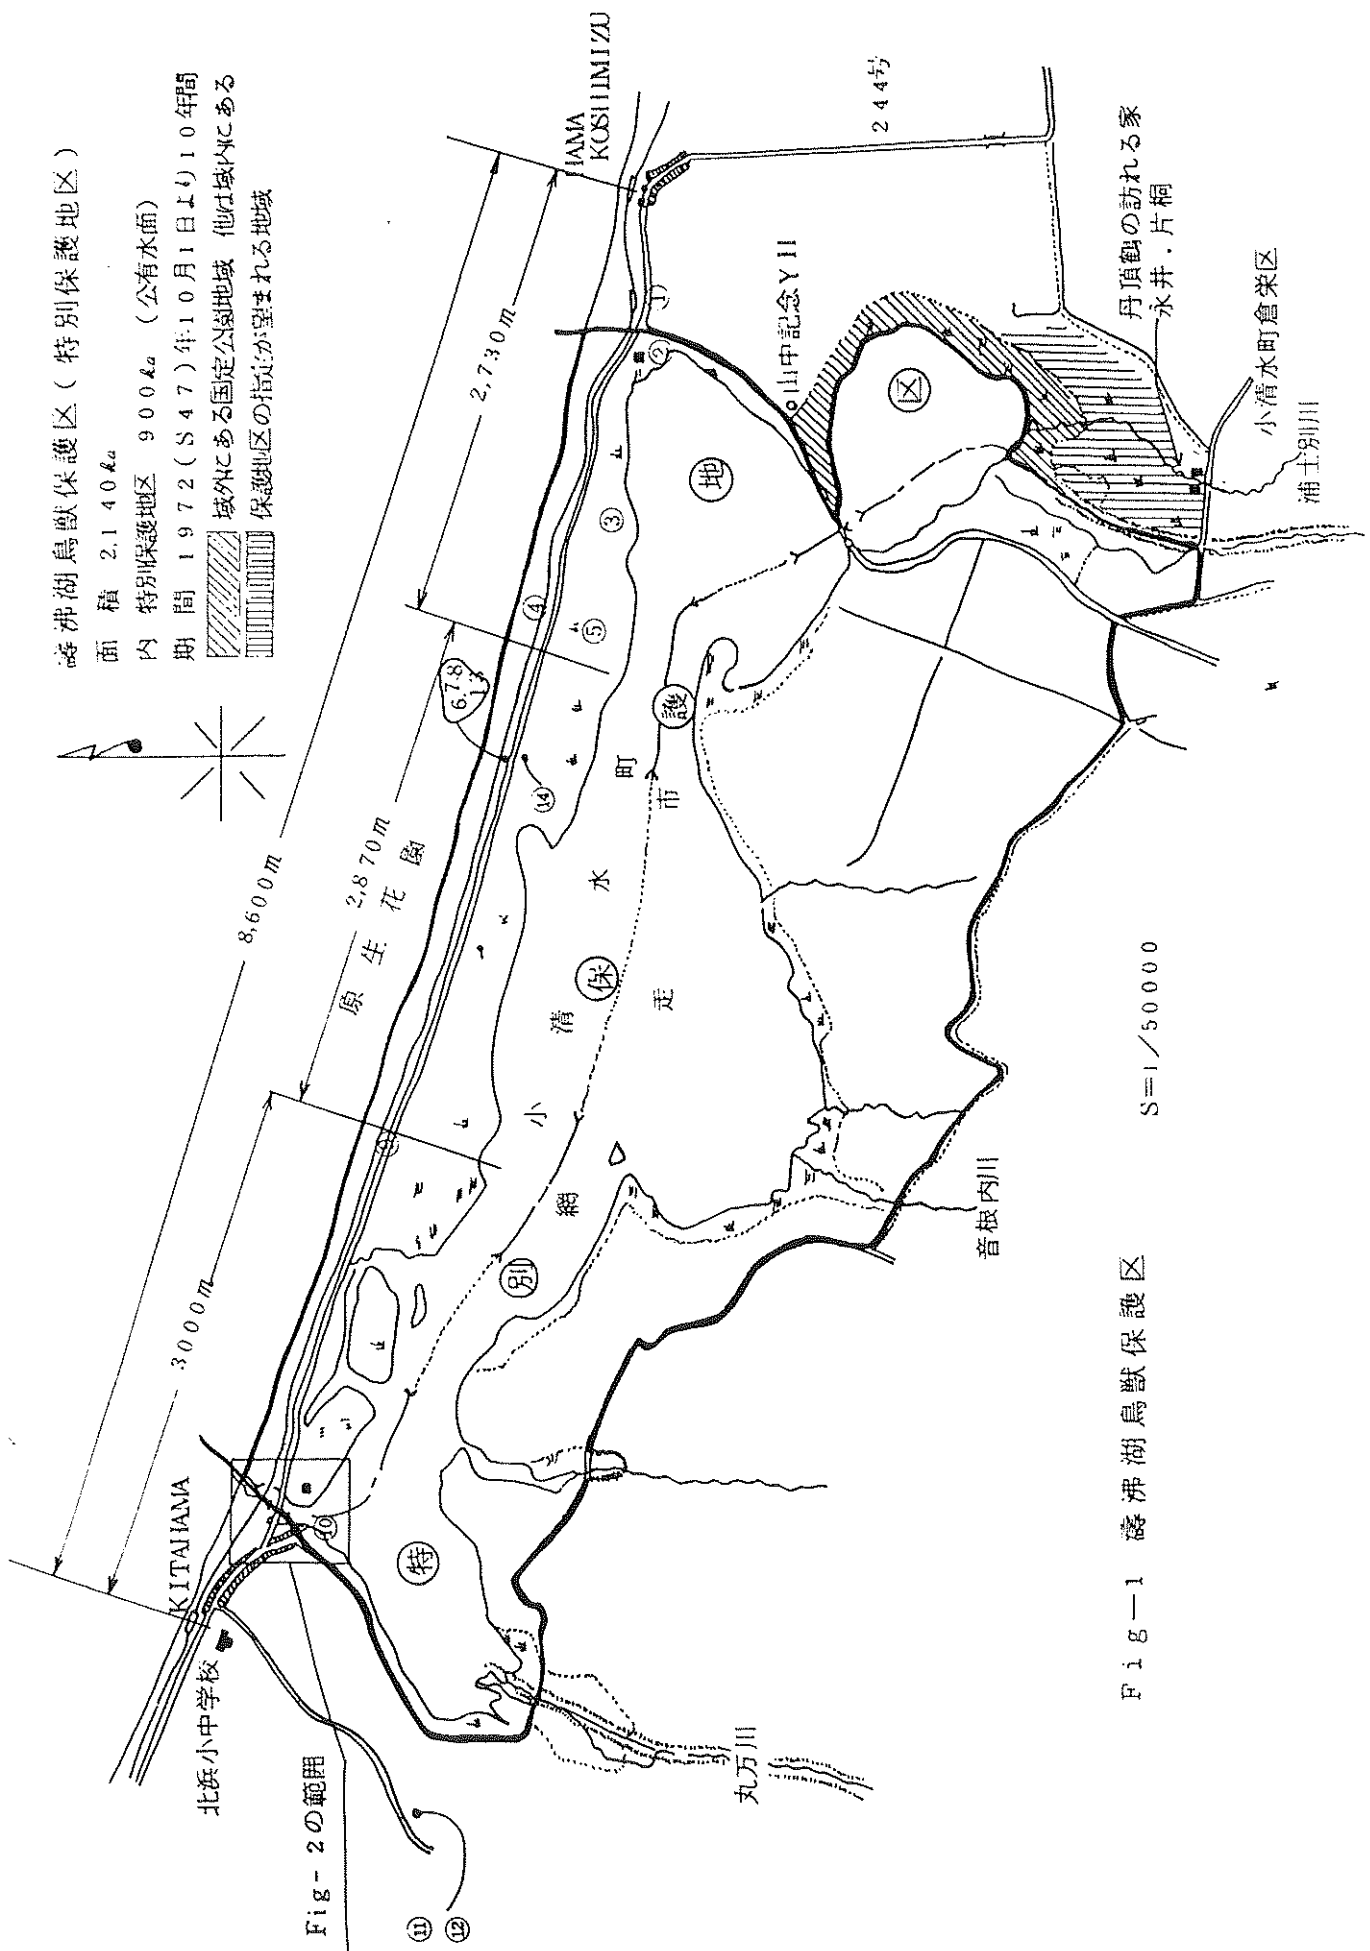 濤沸湖鳥獣保護区(特別保護地区)
面 積 2,140ha
内 特別保護地区 900ha (公有水面)
期 間 1972(S47)年10月1日より10年間
域外にある国定公園地域 他は域内にある
保護地区の指定が望まれる地域
8,600m
3000m
2,870m
2,730m
原生花園
KITAHAMA
HAMA
KOSHIMIZU
244号
北浜小中学校
Fig-2の範囲
⑪
⑫
⑩
⑨
6.7.8
13
⑭
④
⑤
③
②
①
山中記念YH
丹頂鶴の訪れる家
永井.片桐
小清水町倉栄区
浦士別川
小清水町
網走市
特別保護地区
丸万川
音根内川
S=1/50000
Fig-1 濤沸湖鳥獣保護区